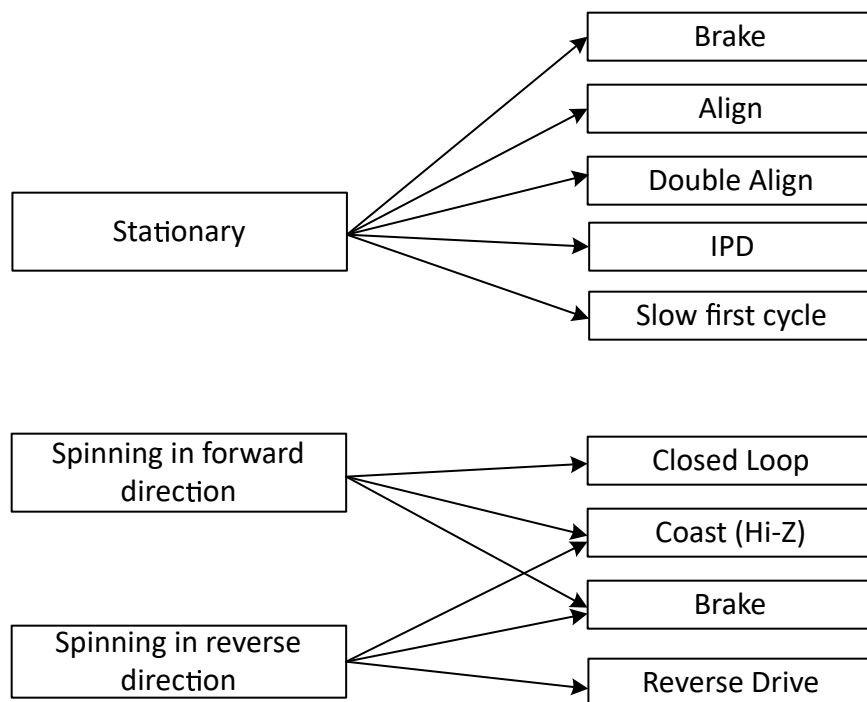 Brake
Align
Double Align
Stationary
IPD
Slow first cycle
Spinning in forward
direction
Closed Loop
Coast (Hi-Z)
Brake
Spinning in reverse
direction
Reverse Drive